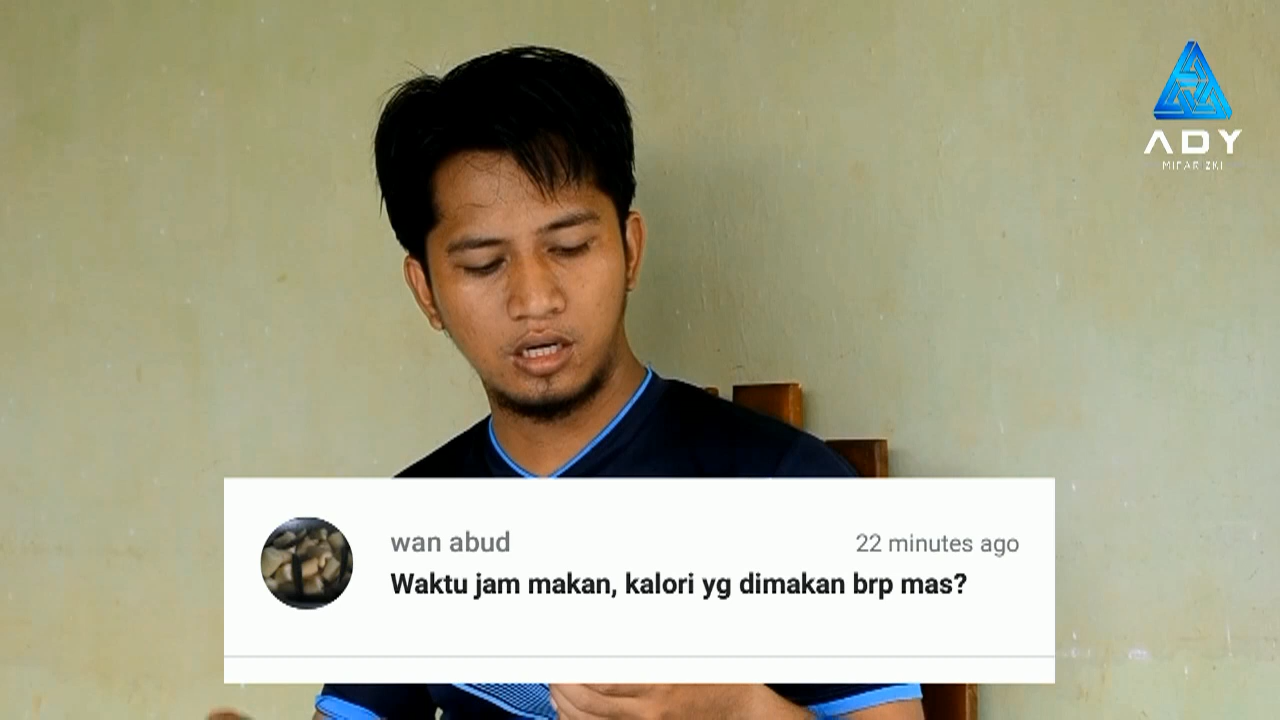 ADY
wan abud
22 minutes ago
Waktu jam makan, kalori yg dimakan brp mas?